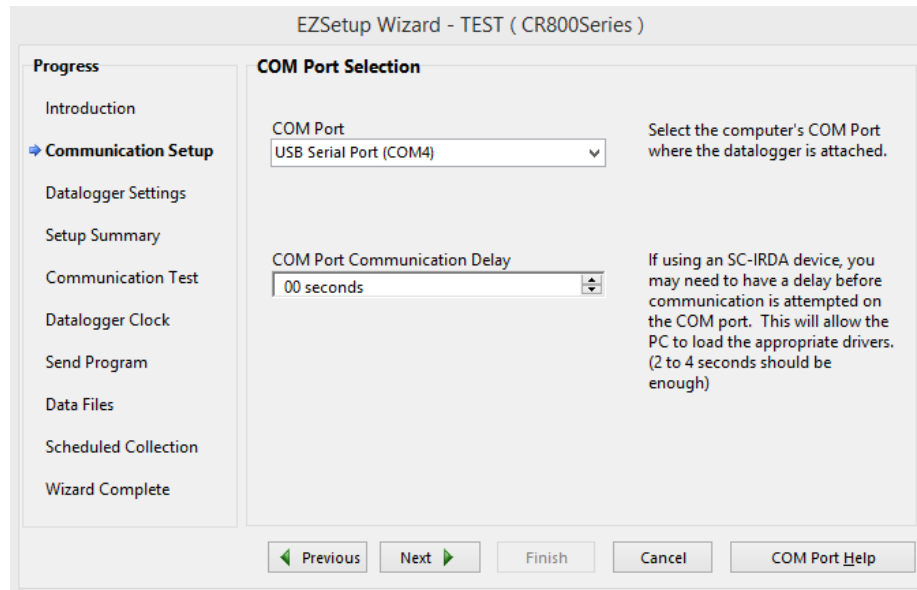 EZSetup Wizard - TEST ( CR800Series )
Progress
Introduction
Communication Setup
Datalogger Settings
Setup Summary
Communication Test
Datalogger Clock
Send Program
Data Files
Scheduled Collection
Wizard Complete
COM Port Selection
COM Port
USB Serial Port (COM4)
Select the computer's COM Port
where the datalogger is attached.
COM Port Communication Delay
00 seconds
If using an SC-IRDA device, you
may need to have a delay before
communication is attempted on
the COM port.  This will allow the
PC to load the appropriate drivers.
(2 to 4 seconds should be
enough)
Previous
Next
Finish
Cancel
COM Port Help